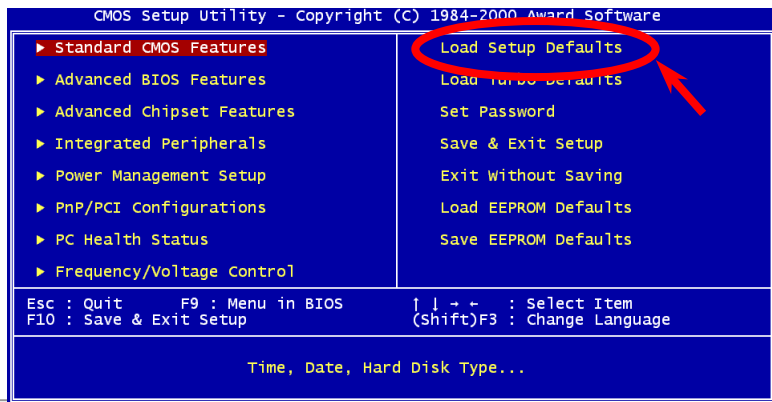 CMOS Setup Utility - Copyright (C) 1984-2000 Award Software
▶ Standard CMOS Features
▶ Advanced BIOS Features
▶ Advanced Chipset Features
▶ Integrated Peripherals
▶ Power Management Setup
▶ PnP/PCI Configurations
▶ PC Health Status
▶ Frequency/Voltage Control
Load Setup Defaults
Load Turbo Defaults
Set Password
Save & Exit Setup
Exit Without Saving
Load EEPROM Defaults
Save EEPROM Defaults
Esc : Quit F9 : Menu in BIOS ↑ ↓ → ← : Select Item
F10 : Save & Exit Setup (Shift)F3 : Change Language
Time, Date, Hard Disk Type...